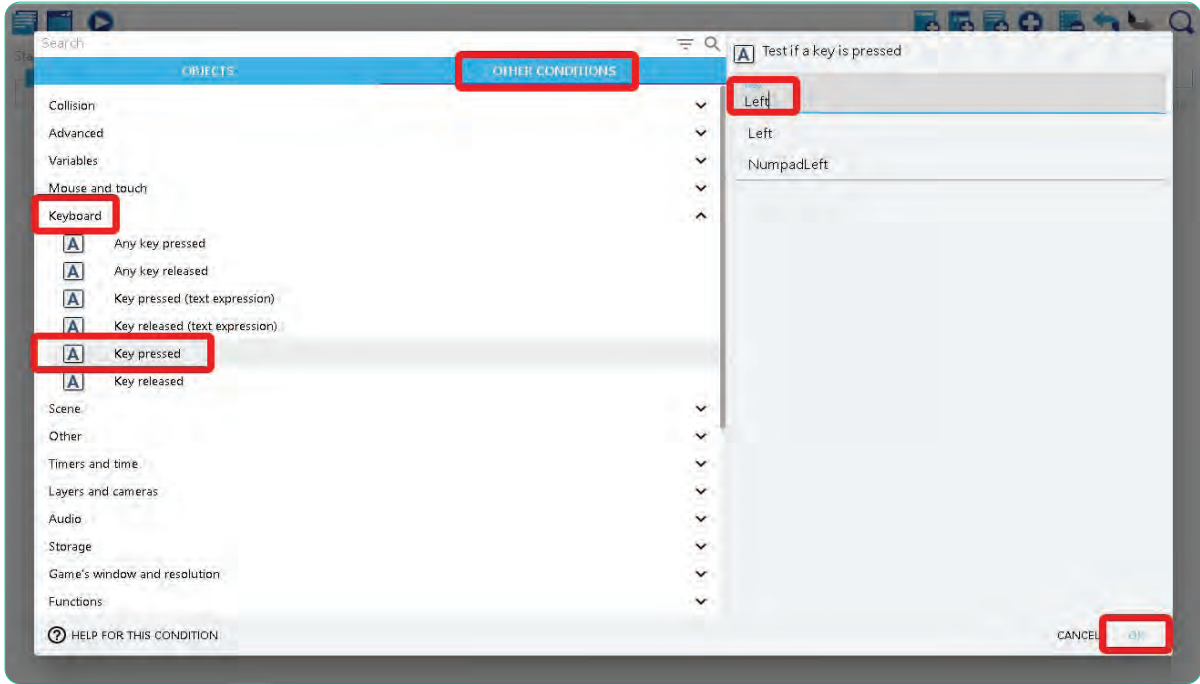 Search
OBJECTS
OTHER CONDITIONS
Collision
Advanced
Variables
Mouse and touch
Keyboard
Any key pressed
Any key released
Key pressed (text expression)
Key released (text expression)
Key pressed
Key released
Scene
Other
Timers and time
Layers and cameras
Audio
Storage
Game's window and resolution
Functions
HELP FOR THIS CONDITION
Test if a key is pressed
Left
Left
NumpadLeft
CANCEL
OK